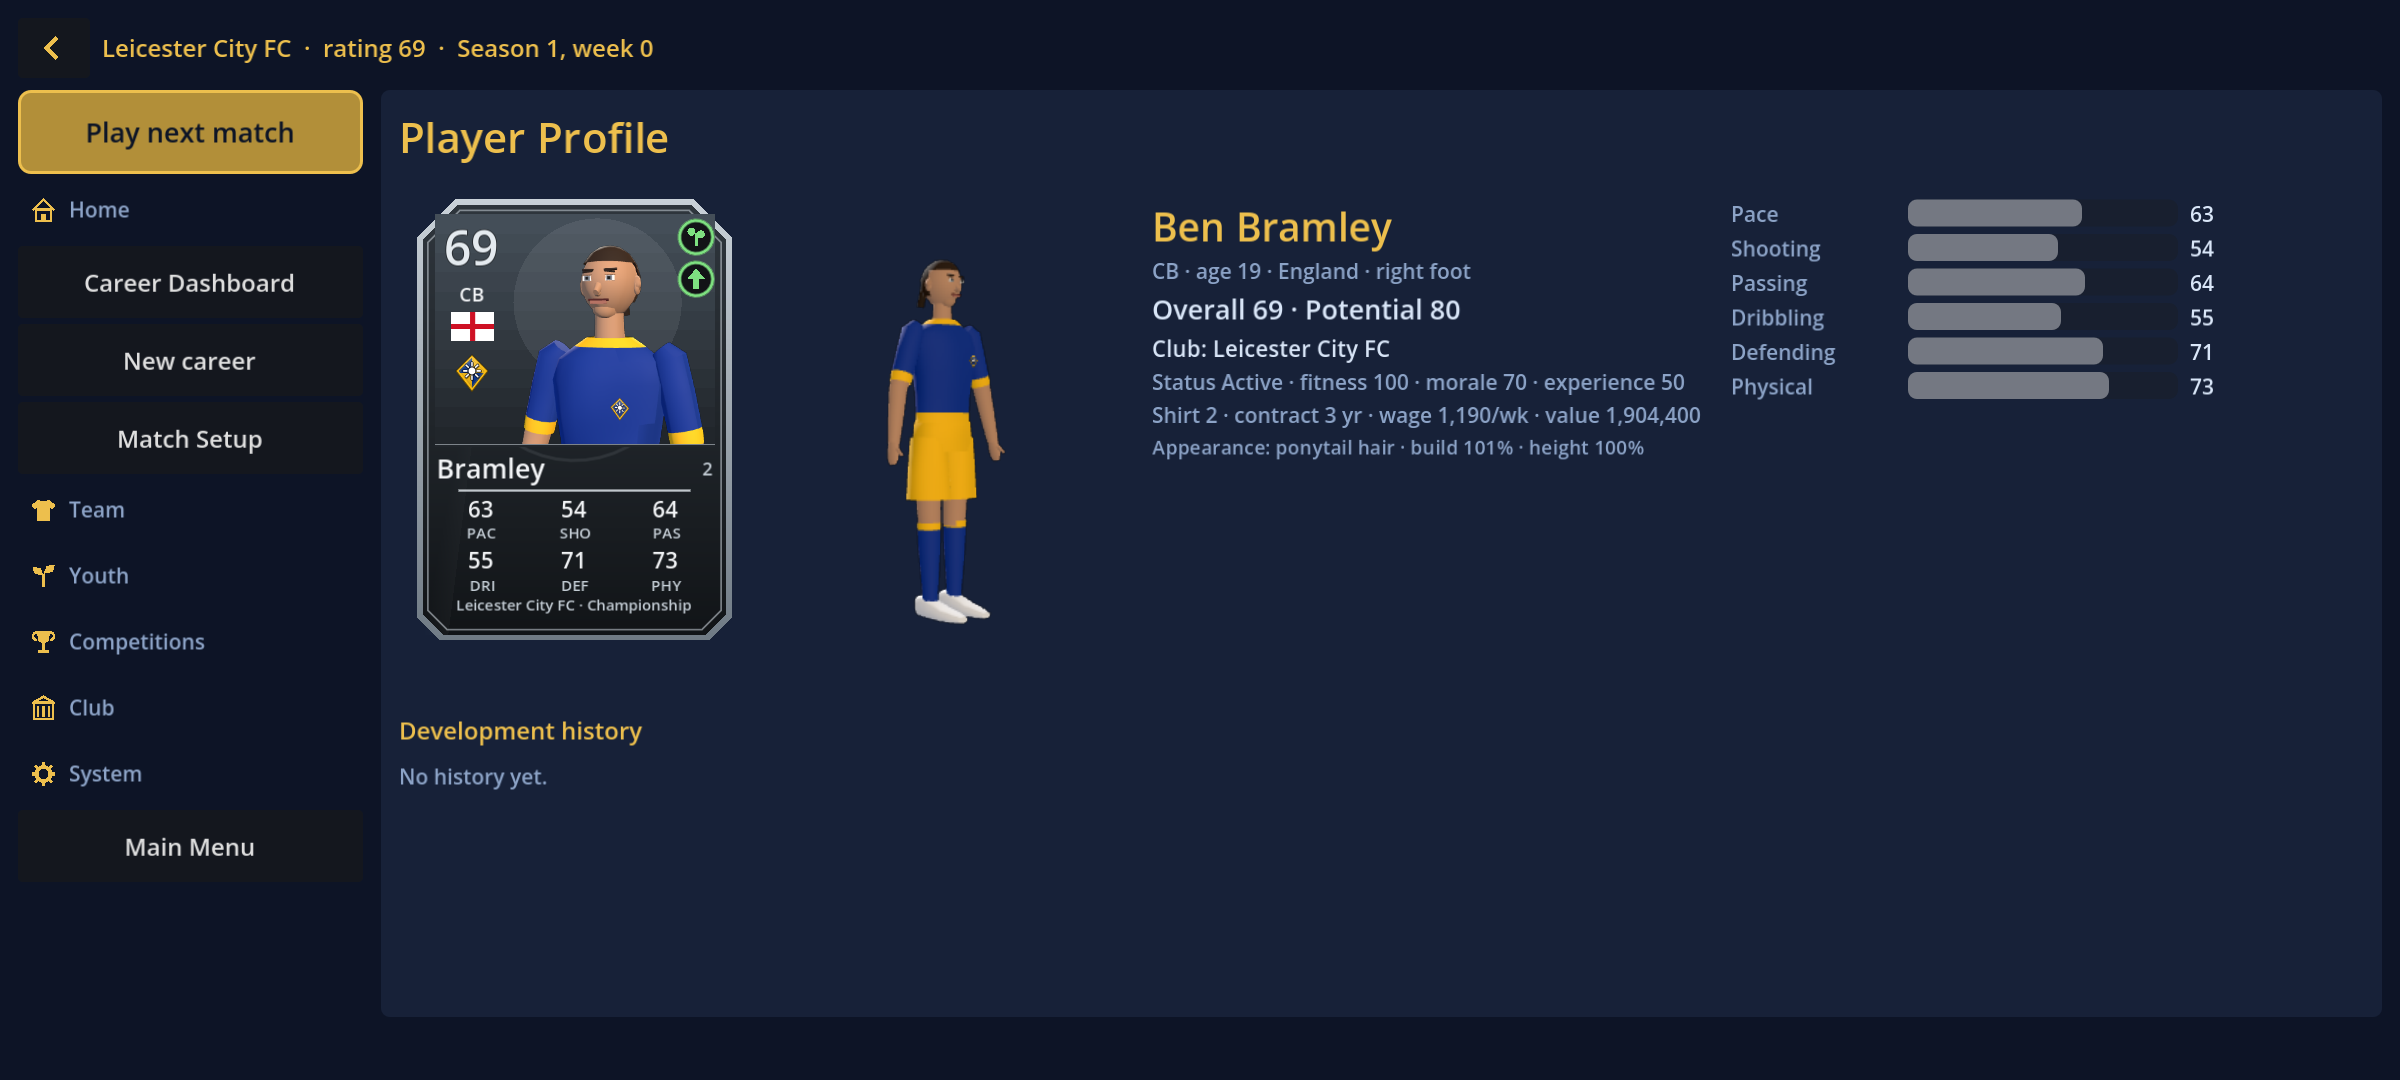 Leicester City FC · rating 69 · Season 1, week 0
Play next match
Home
Career Dashboard
New career
Match Setup
Team
Youth
Competitions
Club
System
Main Menu
Player Profile
69
CB
Bramley 2
63 54 64
PAC SHO PAS
55 71 73
DRI DEF PHY
Leicester City FC · Championship
Ben Bramley
CB · age 19 · England · right foot
Overall 69 · Potential 80
Club: Leicester City FC
Status Active · fitness 100 · morale 70 · experience 50
Shirt 2 · contract 3 yr · wage 1,190/wk · value 1,904,400
Appearance: ponytail hair · build 101% · height 100%
Pace 63
Shooting 54
Passing 64
Dribbling 55
Defending 71
Physical 73
Development history
No history yet.